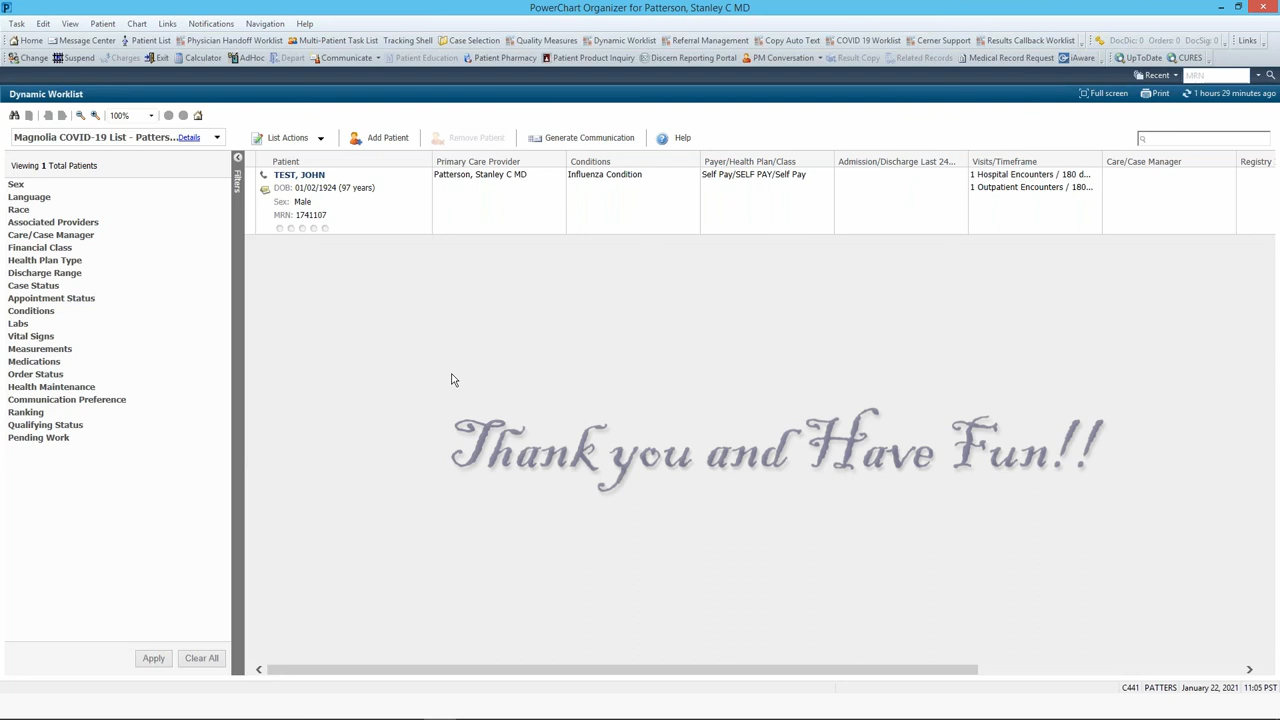 PowerChart Organizer for Patterson, Stanley C MD
Task Edit View Patient Chart Links Notifications Navigation Help
Home Message Center Patient List Physician Handoff Worklist Multi-Patient Task List Tracking Shell Case Selection Quality Measures Dynamic Worklist Referral Management Copy Auto Text COVID 19 Worklist Cerner Support Results Callback Worklist DocDic: 0 Orders: 0 DocSig: 0 Links
Change Suspend Charges Exit Calculator AdHoc Depart Communicate Patient Education Patient Pharmacy Patient Product Inquiry Discern Reporting Portal PM Conversation Result Copy Related Records Medical Record Request iAware UpToDate CURES
Recent MRN
Dynamic Worklist Full screen Print 1 hours 29 minutes ago
100%
Magnolia COVID-19 List - Patters... Details List Actions Add Patient Remove Patient Generate Communication Help
Viewing 1 Total Patients
Sex
Language
Race
Associated Providers
Care/Case Manager
Financial Class
Health Plan Type
Discharge Range
Case Status
Appointment Status
Conditions
Labs
Vital Signs
Measurements
Medications
Order Status
Health Maintenance
Communication Preference
Ranking
Qualifying Status
Pending Work
Apply Clear All
Filters
Patient Primary Care Provider Conditions Payer/Health Plan/Class Admission/Discharge Last 24... Visits/Timeframe Care/Case Manager Registry
TEST, JOHN Patterson, Stanley C MD Influenza Condition Self Pay/SELF PAY/Self Pay 1 Hospital Encounters / 180 d...
DOB: 01/02/1924 (97 years) 1 Outpatient Encounters / 180...
Sex: Male
MRN: 1741107
Thank you and Have Fun!!
C441 PATTERS January 22, 2021 11:05 PST